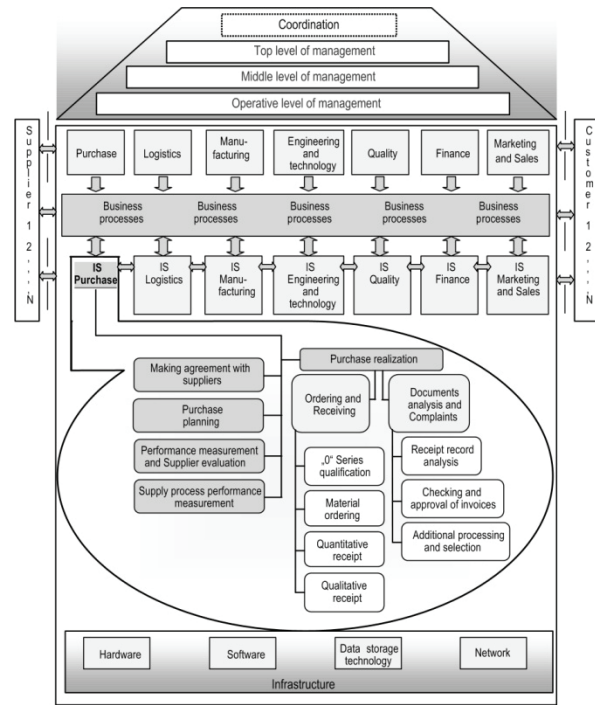 Coordination
Top level of management
Middle level of management
Operative level of management
Supplier 1 2 , , , N
Customer 1 2 , , , N
Purchase
Logistics
Manu-
facturing
Engineering
and
technology
Quality
Finance
Marketing
and Sales
Business
processes
Business
processes
Business
processes
Business
processes
Business
processes
IS
Purchase
IS
Logistics
IS
Manu-
facturing
IS
Engineering
and
technology
IS
Quality
IS
Finance
IS
Marketing
and Sales
Purchase realization
Making agreement with
suppliers
Purchase
planning
Performance measurement
and Supplier evaluation
Supply process performance
measurement
Ordering and
Receiving
„0“ Series
qualification
Material
ordering
Quantitative
receipt
Qualitative
receipt
Documents
analysis and
Complaints
Receipt record
analysis
Checking and
approval of invoices
Additional processing
and selection
Hardware
Software
Data storage
technology
Network
Infrastructure